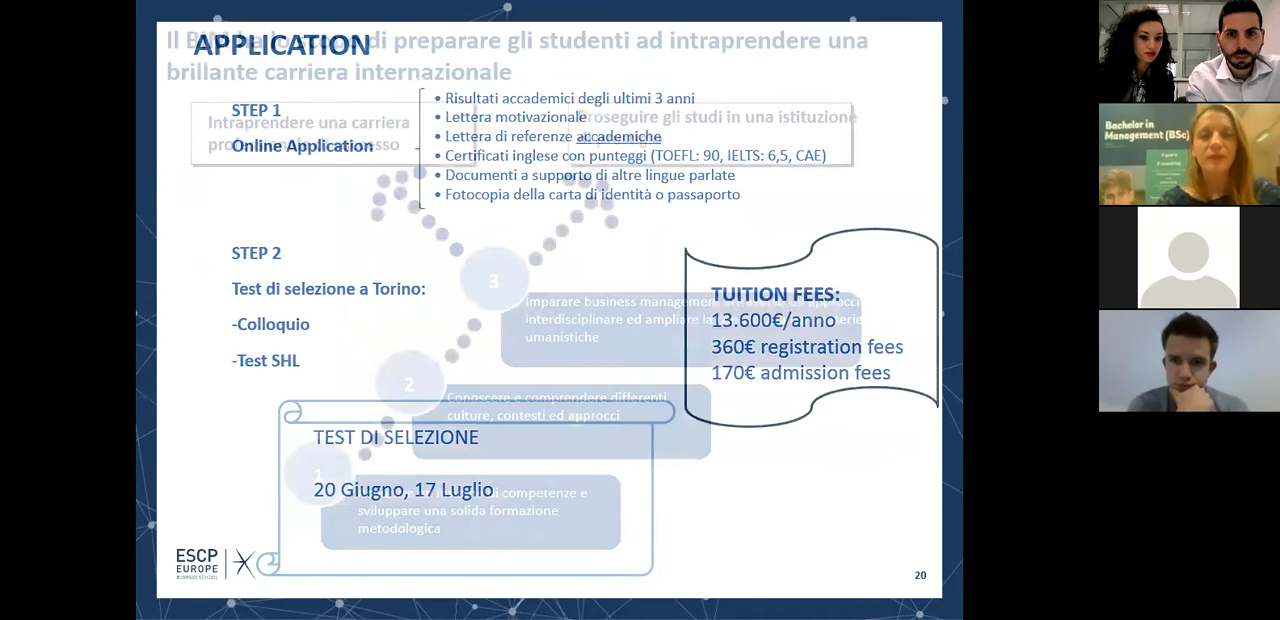 Il BIM ha lo scopo di preparare gli studenti ad intraprendere una
brillante carriera internazionale
APPLICATION
Intraprendere una carriera
Proseguire gli studi in una istituzione
STEP 1
Online Application
• Risultati accademici degli ultimi 3 anni
• Lettera motivazionale
• Lettera di referenze accademiche
• Certificati inglese con punteggi (TOEFL: 90, IELTS: 6,5, CAE)
• Documenti a supporto di altre lingue parlate
• Fotocopia della carta di identità o passaporto
STEP 2
Test di selezione a Torino:
-Colloquio
-Test SHL
3
Imparare business management
interdisciplinare ed ampliare
umanistiche
TUITION FEES:
13.600€/anno
360€ registration fees
170€ admission fees
2
Conoscere e comprendere differenti
culture, contesti ed approcci
TEST DI SELEZIONE
1
20 Giugno, 17 Luglio
di competenze e
sviluppare una solida formazione
metodologica
ESCP
EUROPE
BUSINESS SCHOOL
20
Bachelor in
Management (BSc)